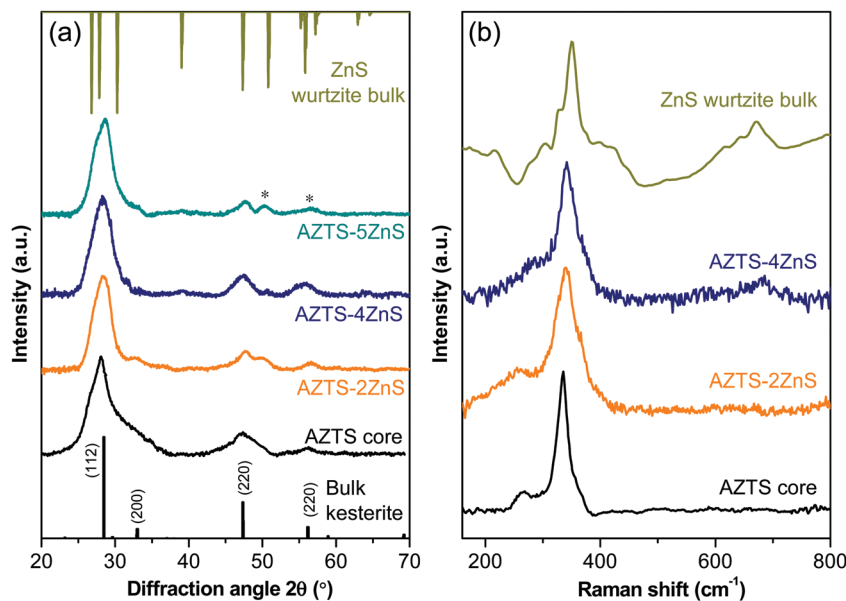 (a)
ZnS
wurtzite bulk
*
*
AZTS-5ZnS
AZTS-4ZnS
AZTS-2ZnS
AZTS core
(112)
(200)
(220)
(220)
Bulk
kesterite
20 30 40 50 60 70
Diffraction angle 2θ (°)
Intensity (a.u.)
(b)
ZnS wurtzite bulk
AZTS-4ZnS
AZTS-2ZnS
AZTS core
200 400 600 800
Raman shift (cm⁻¹)
Intensity (a.u.)